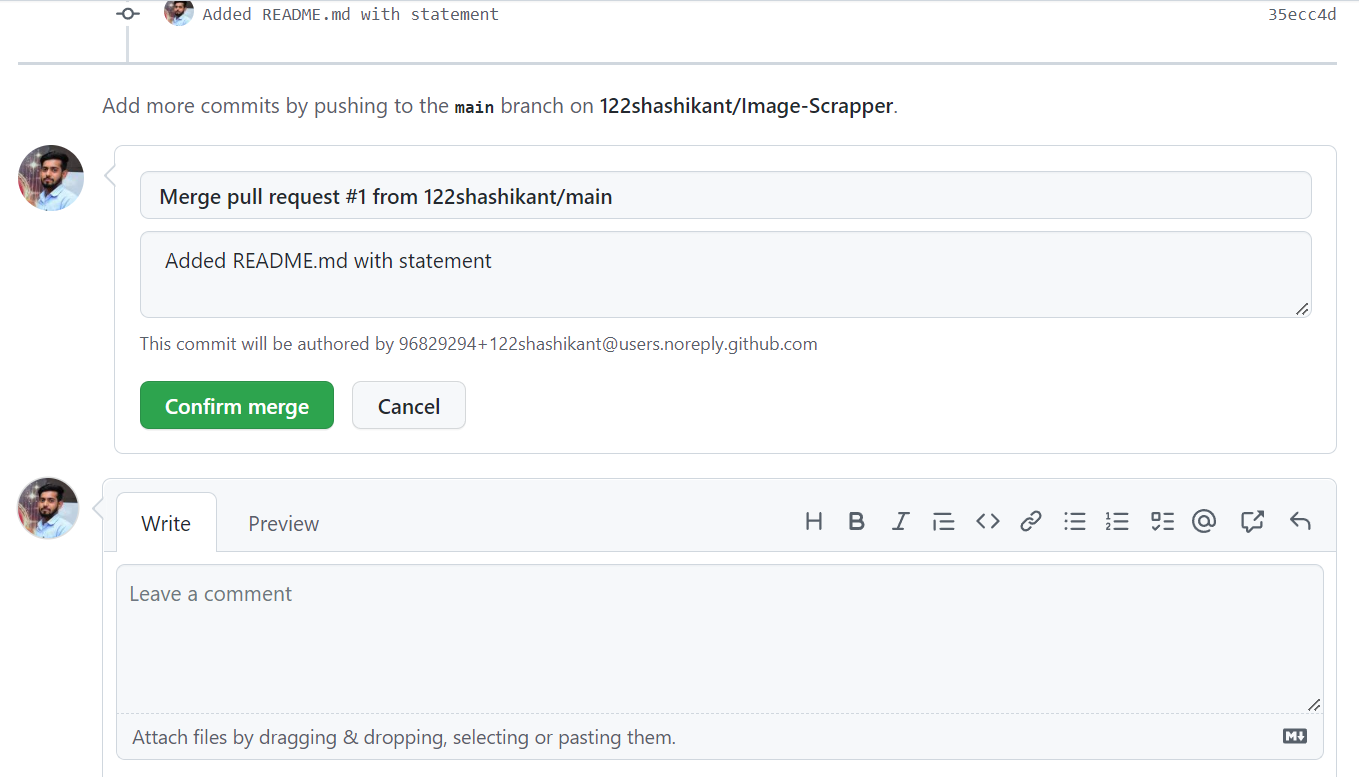 Added README.md with statement 35ecc4d
Add more commits by pushing to the main branch on 122shashikant/Image-Scrapper.
Merge pull request #1 from 122shashikant/main
Added README.md with statement
This commit will be authored by 96829294+122shashikant@users.noreply.github.com
Confirm merge Cancel
Write Preview
Leave a comment
Attach files by dragging & dropping, selecting or pasting them.